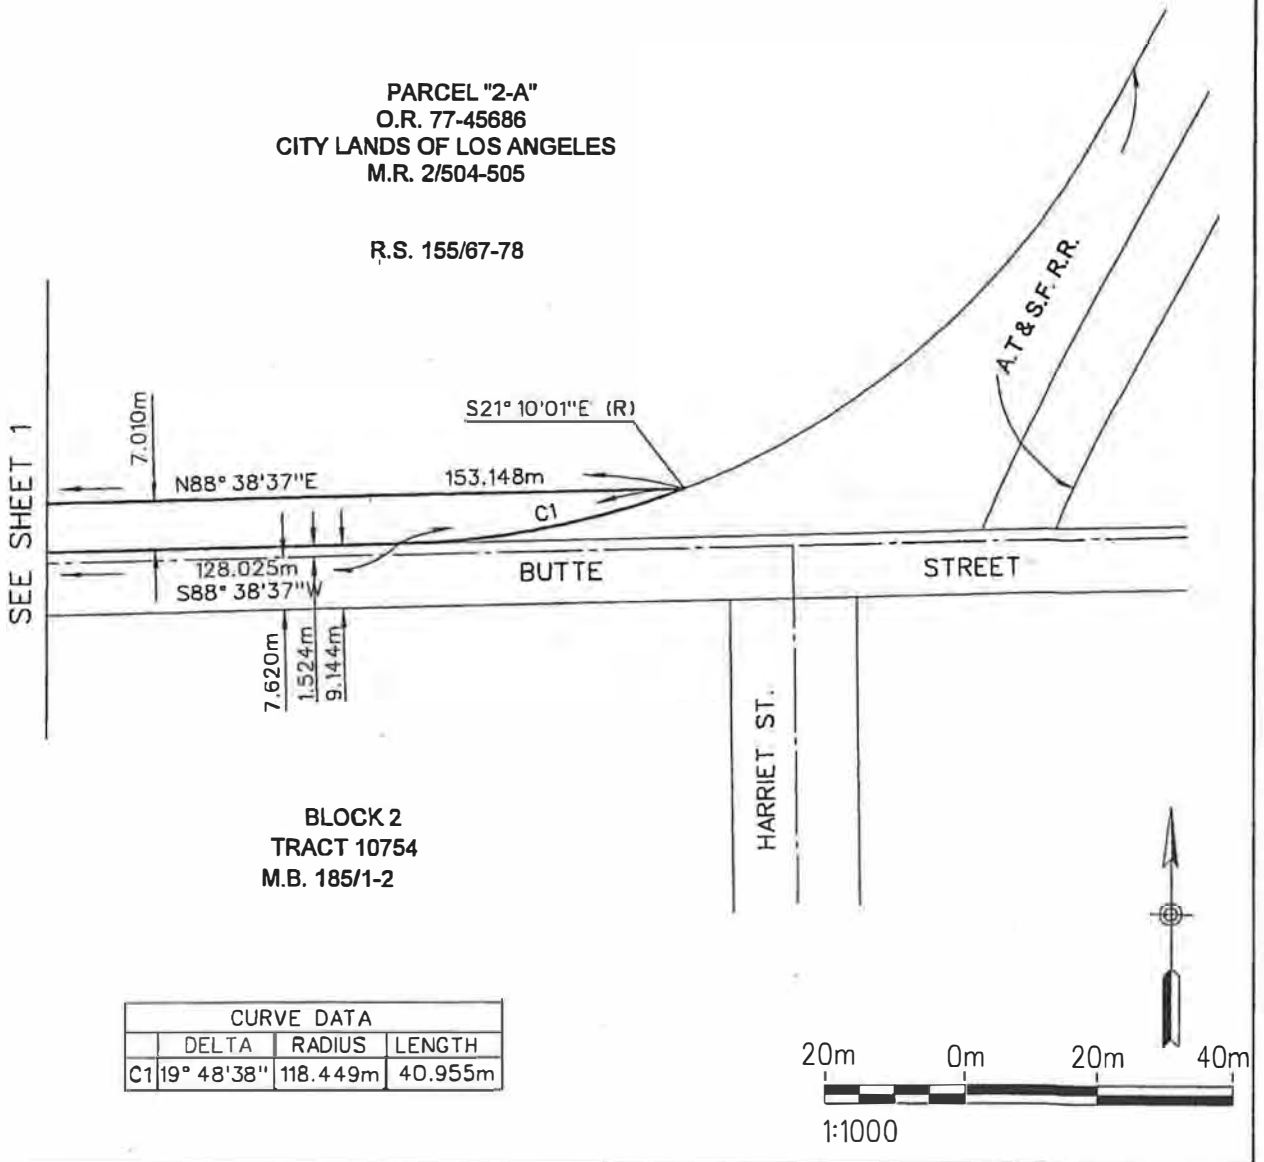 PARCEL "2-A"
O.R. 77-45686
CITY LANDS OF LOS ANGELES
M.R. 2/504-505
R.S. 155/67-78
A.T & S.F. R.R.
SEE SHEET 1
7.010m
S21° 10'01"E (R)
N88° 38'37"E
153.148m
C1
128.025m
S88° 38'37"W
BUTTE
STREET
7.620m
1.524m
9.144m
HARRIET ST.
BLOCK 2
TRACT 10754
M.B. 185/1-2
CURVE DATA
DELTA RADIUS LENGTH
C1 19° 48'38" 118.449m 40.955m
20m 0m 20m 40m
1:1000